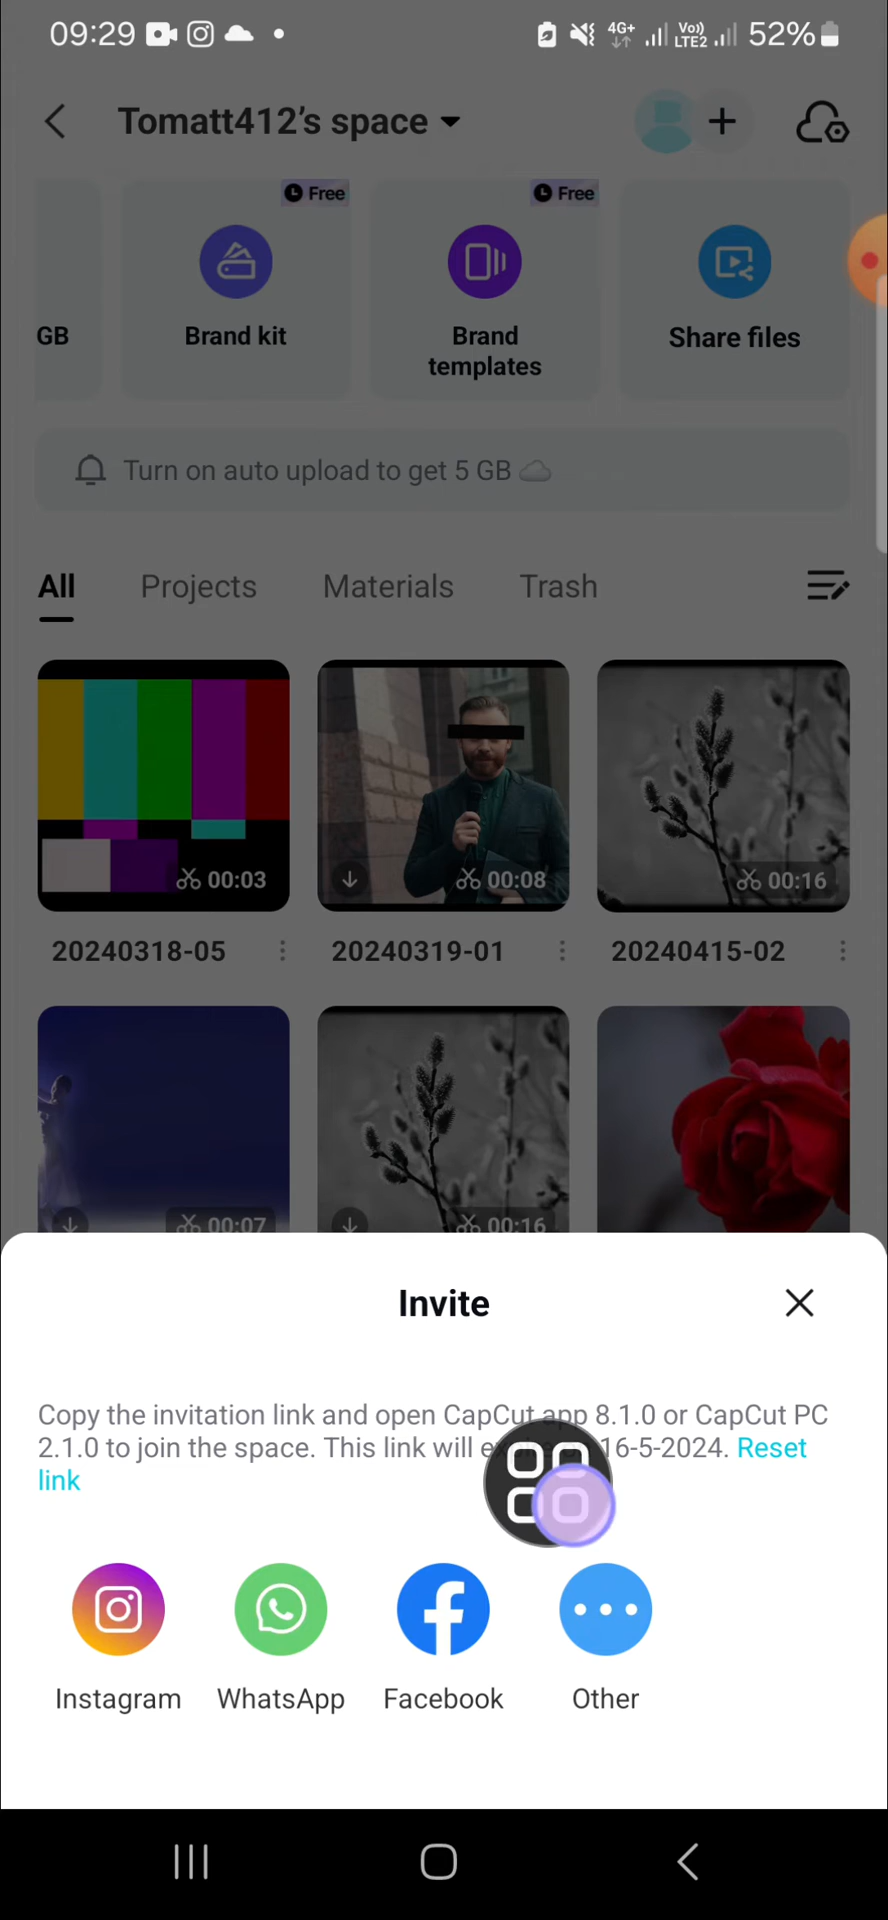 09:29
4G+
Vo))
LTE2
52%
Tomatt412’s space
Free
Free
GB
Brand kit
Brand
templates
Share files
Turn on auto upload to get 5 GB
All
Projects
Materials
Trash
00:03
00:08
00:16
20240318-05
20240319-01
20240415-02
00:07
00:16
Invite
Copy the invitation link and open CapCut app 8.1.0 or CapCut PC
2.1.0 to join the space. This link will 16-5-2024. Reset
link
Instagram
WhatsApp
Facebook
Other